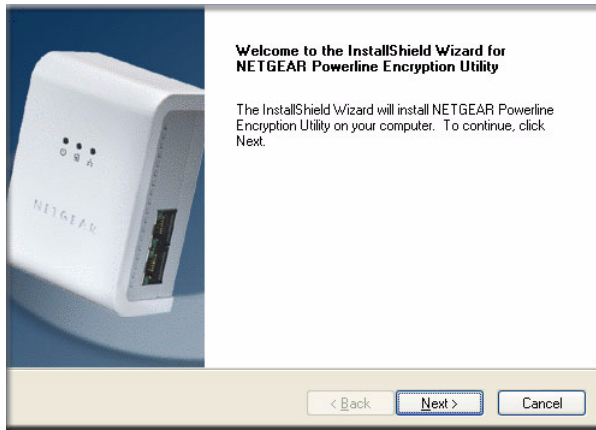 Welcome to the InstallShield Wizard for
NETGEAR Powerline Encryption Utility
The InstallShield Wizard will install NETGEAR Powerline
Encryption Utility on your computer. To continue, click
Next.
NETGEAR
< Back
Next >
Cancel